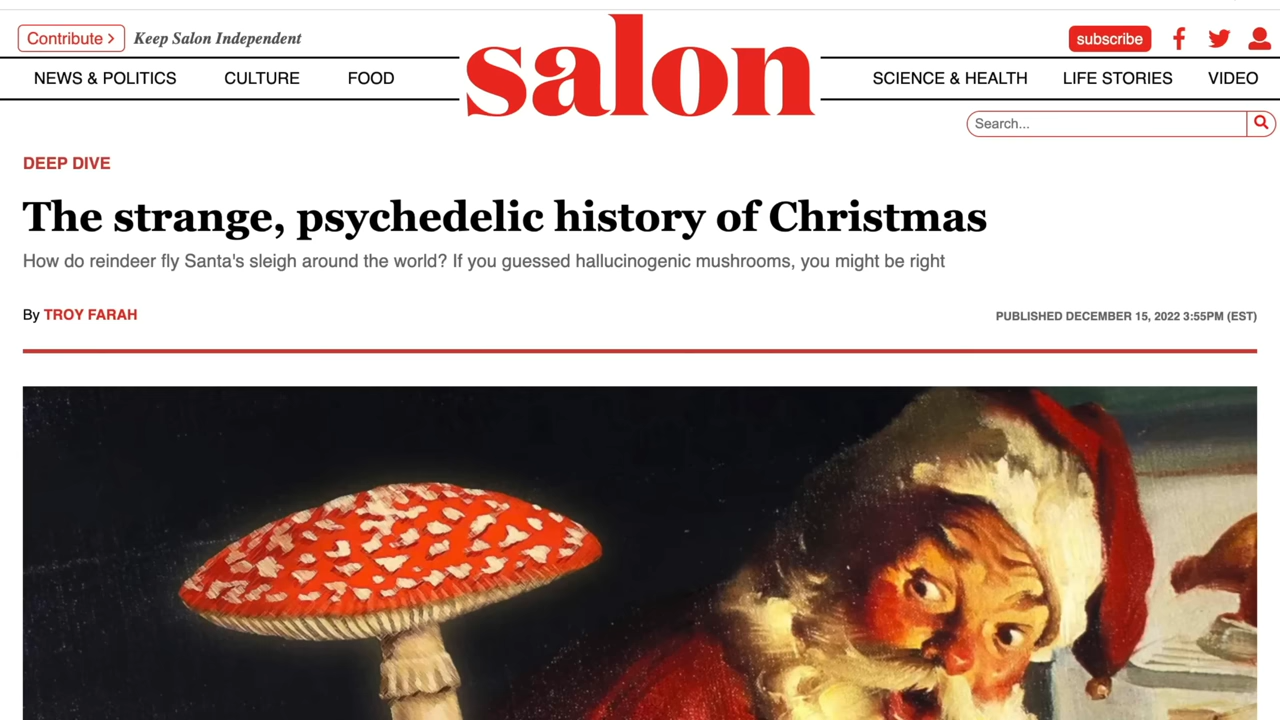 Contribute > Keep Salon Independent
subscribe
salon
NEWS & POLITICS CULTURE FOOD SCIENCE & HEALTH LIFE STORIES VIDEO
Search...
DEEP DIVE
The strange, psychedelic history of Christmas
How do reindeer fly Santa's sleigh around the world? If you guessed hallucinogenic mushrooms, you might be right
By TROY FARAH
PUBLISHED DECEMBER 15, 2022 3:55PM (EST)